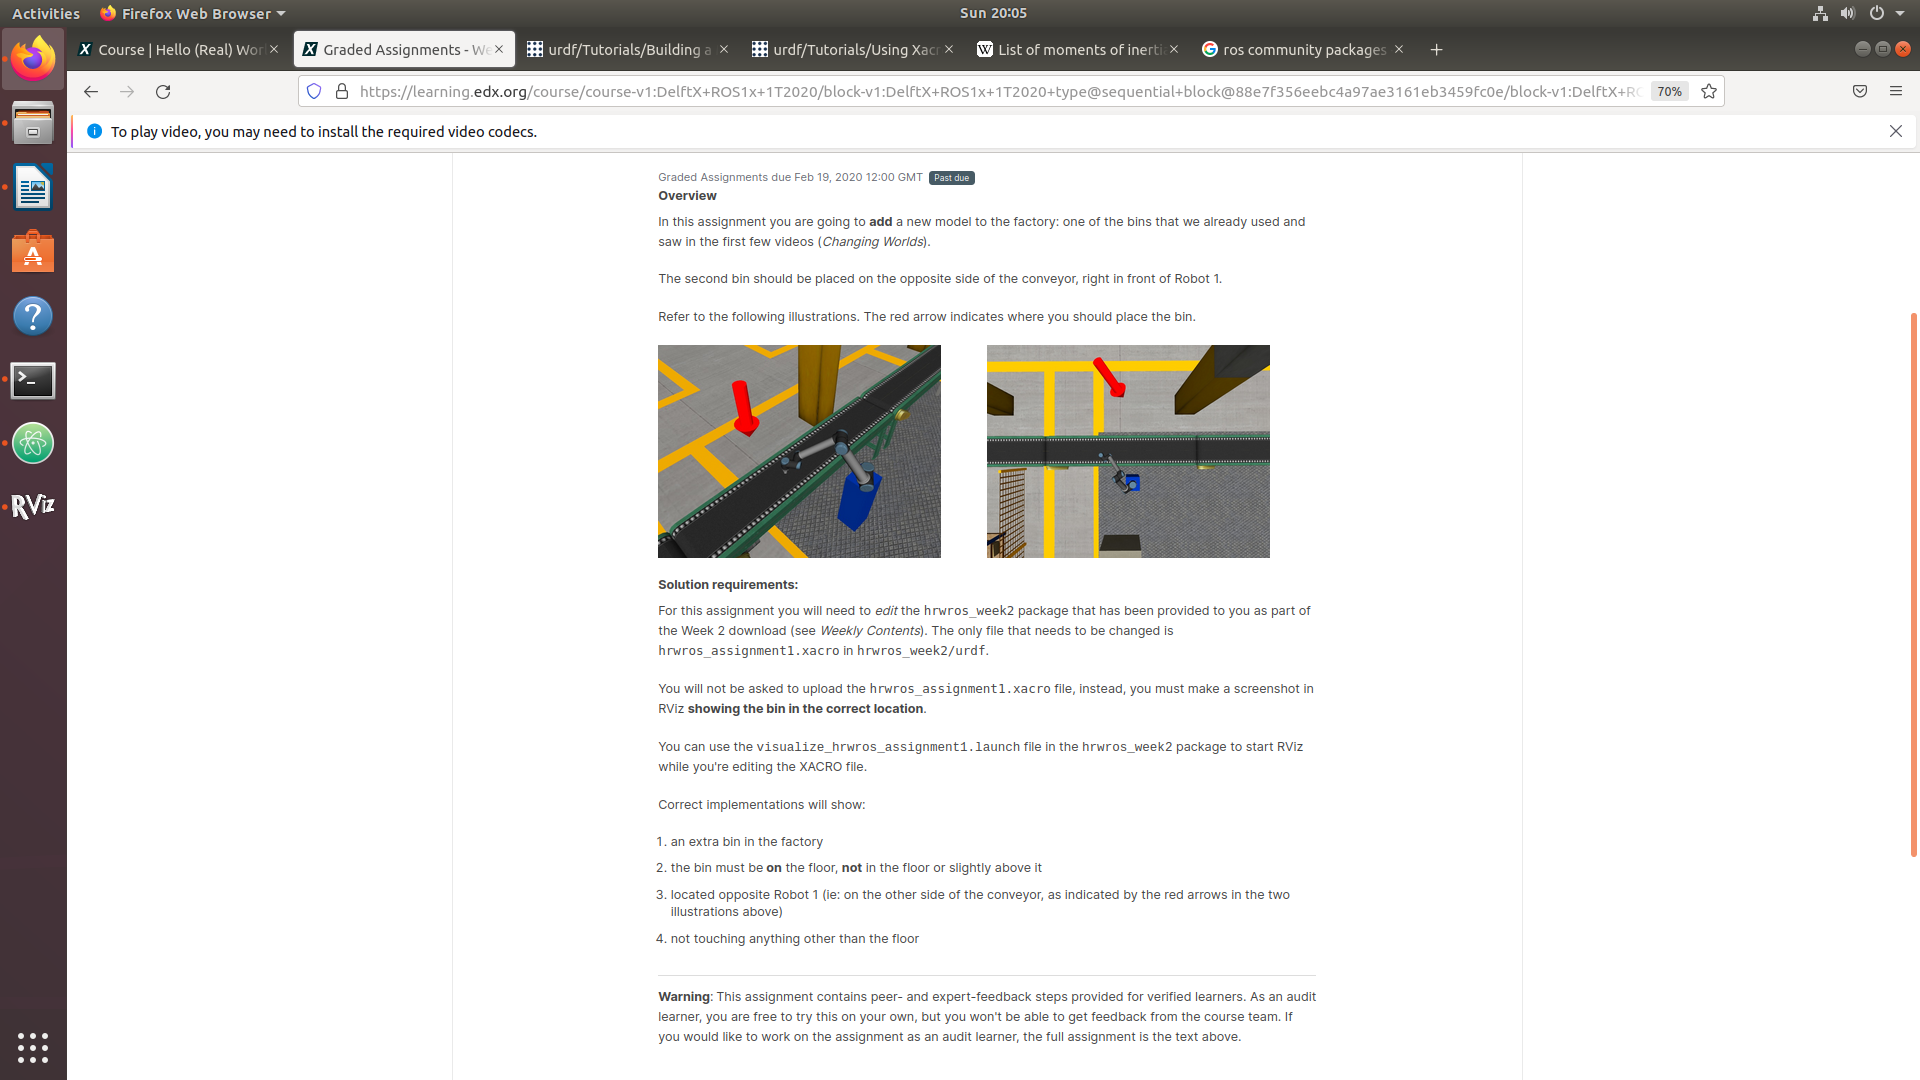 Activities
Firefox Web Browser
Sun 20:05
Course | Hello (Real) Wor
Graded Assignments - We
urdf/Tutorials/Building a
urdf/Tutorials/Using Xacr
List of moments of inerti
ros community packages
https://learning.edx.org/course/course-v1:DelftX+ROS1x+1T2020/block-v1:DelftX+ROS1x+1T2020+type@sequential+block@88e7f356eebc4a97ae3161eb3459fc0e/block-v1:DelftX+RO
70%
To play video, you may need to install the required video codecs.
Graded Assignments due Feb 19, 2020 12:00 GMT Past due
Overview
In this assignment you are going to add a new model to the factory: one of the bins that we already used and
saw in the first few videos (Changing Worlds).
The second bin should be placed on the opposite side of the conveyor, right in front of Robot 1.
Refer to the following illustrations. The red arrow indicates where you should place the bin.
Solution requirements:
For this assignment you will need to edit the hrwros_week2 package that has been provided to you as part of
the Week 2 download (see Weekly Contents). The only file that needs to be changed is
hrwros_assignment1.xacro in hrwros_week2/urdf.
You will not be asked to upload the hrwros_assignment1.xacro file, instead, you must make a screenshot in
RViz showing the bin in the correct location.
You can use the visualize_hrwros_assignment1.launch file in the hrwros_week2 package to start RViz
while you're editing the XACRO file.
Correct implementations will show:
1. an extra bin in the factory
2. the bin must be on the floor, not in the floor or slightly above it
3. located opposite Robot 1 (ie: on the other side of the conveyor, as indicated by the red arrows in the two
illustrations above)
4. not touching anything other than the floor
Warning: This assignment contains peer- and expert-feedback steps provided for verified learners. As an audit
learner, you are free to try this on your own, but you won't be able to get feedback from the course team. If
you would like to work on the assignment as an audit learner, the full assignment is the text above.
RViz